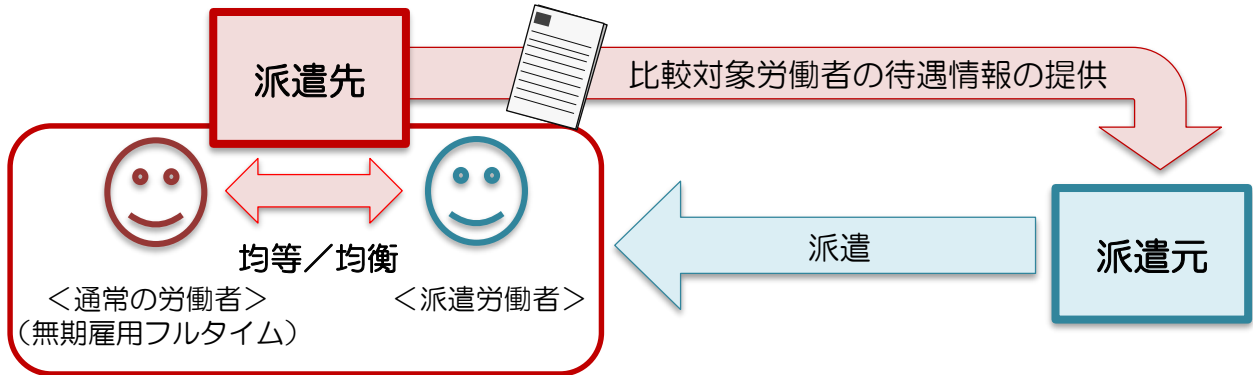 派遣先
比較対象労働者の待遇情報の提供
均等／均衡
派遣
派遣元
＜通常の労働者＞
（無期雇用フルタイム）
＜派遣労働者＞